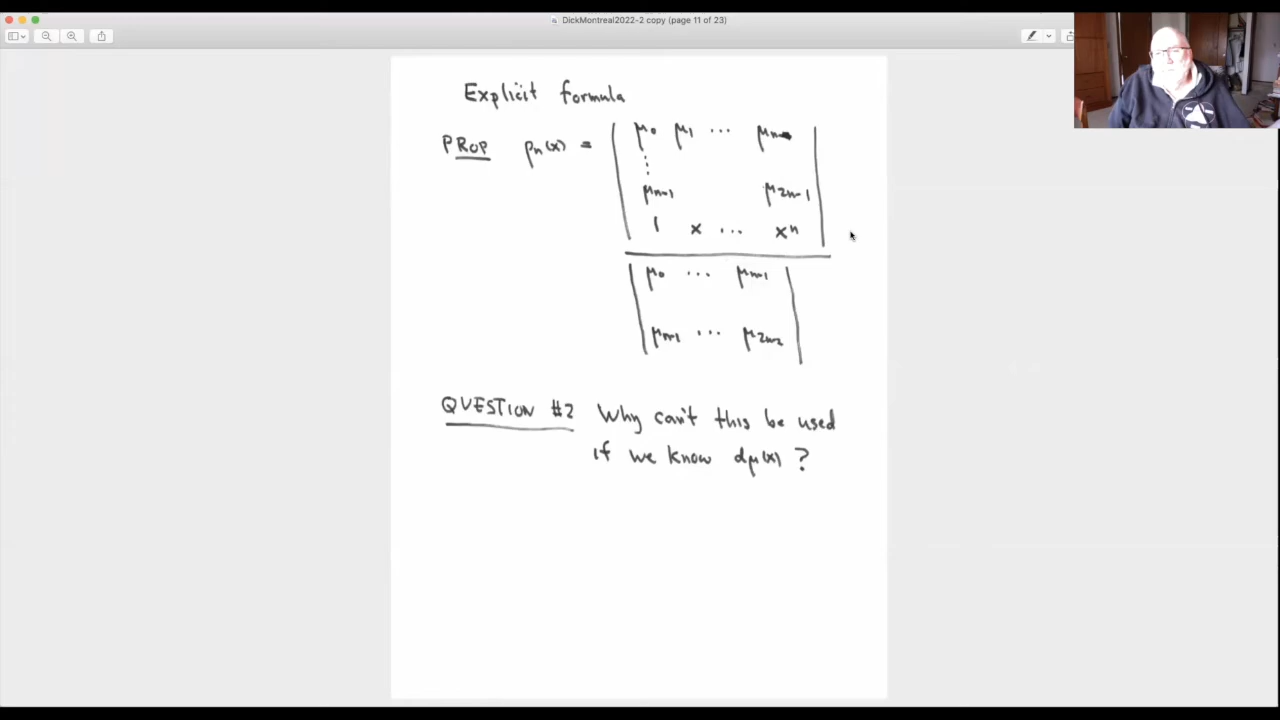 DickMontreal2022-2 copy (page 11 of 23)
Explicit formula
PROP pₙ(x) =
μ₀ μ₁ ⋯ μₙ
⋮
μₙ₋₁ μ₂ₙ₋₁
1 x ⋯ xⁿ
μ₀ ⋯ μₙ₋₁
μₙ₋₁ ⋯ μ₂ₙ₋₂
QUESTION #2 Why can't this be used
if we know dμ(x) ?